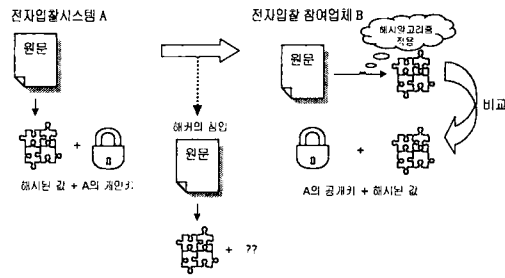 전자입찰시스템 A
전자입찰 참여업체 B
해시알고리즘
적용
원문
원문
비교
해커의 침입
원문
+
+
해시된 값 + A의 개인키
A의 공개키 + 해시된 값
+ ??